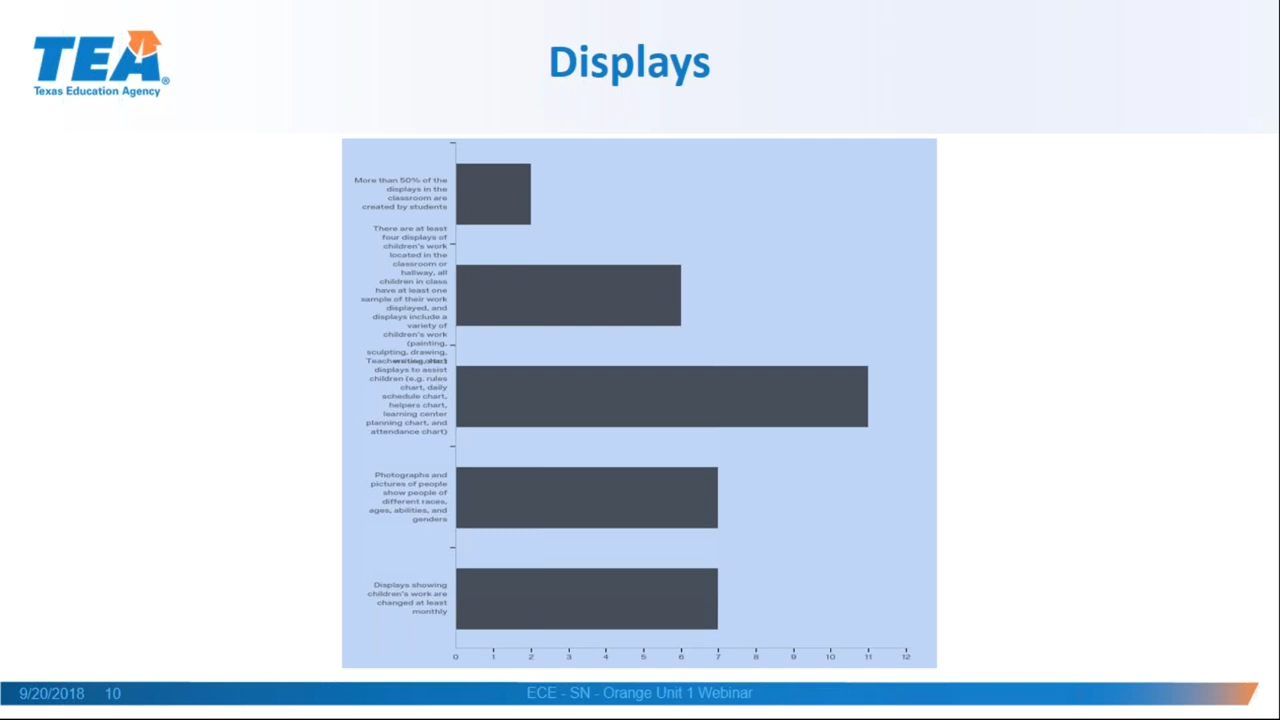 TEA®
Texas Education Agency
Displays
More than 50% of the
displays in the
classroom are
created by students
There are at least
four displays of
children's work
located in the
classroom or
hallway, all
children in class
have at least one
sample of their work
displayed, and
displays include a
variety of
children's work
(painting,
sculpting, drawing,
displays to assist
children (e.g. rules
chart, daily
schedule chart,
helpers chart,
learning center
planning chart, and
attendance chart)
Photographs and
pictures of people
show people of
different races,
ages, abilities, and
genders
Displays showing
children's work are
changed at least
monthly
0 1 2 3 4 5 6 7 8 9 10 11 12
9/20/2018 10
ECE - SN - Orange Unit 1 Webinar